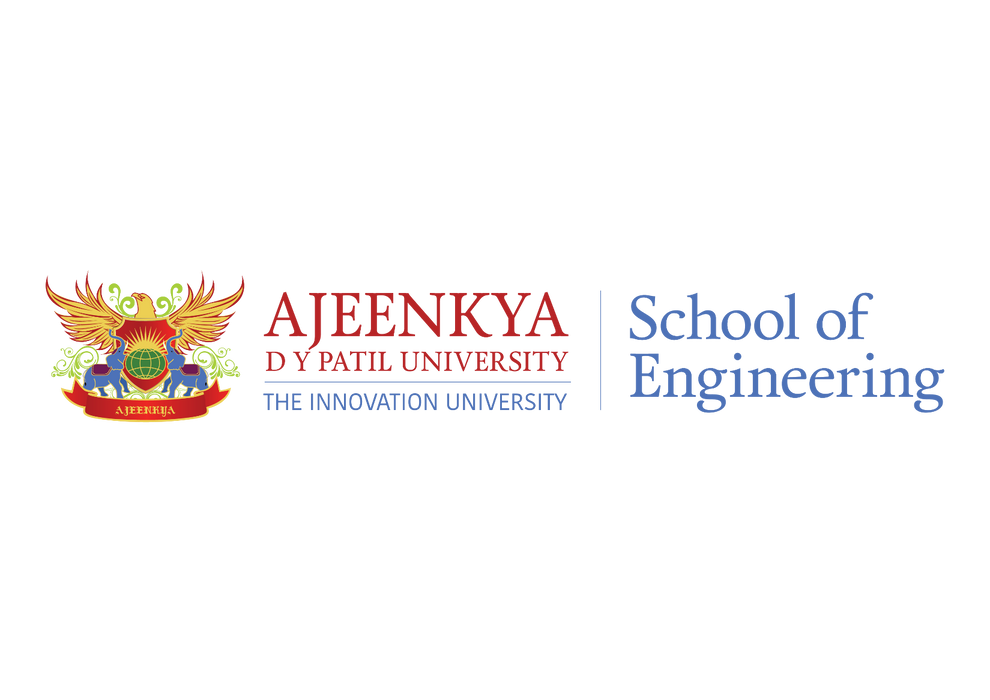 AJEENKYA
AJEENKYA
D Y PATIL UNIVERSITY
THE INNOVATION UNIVERSITY
School of
Engineering